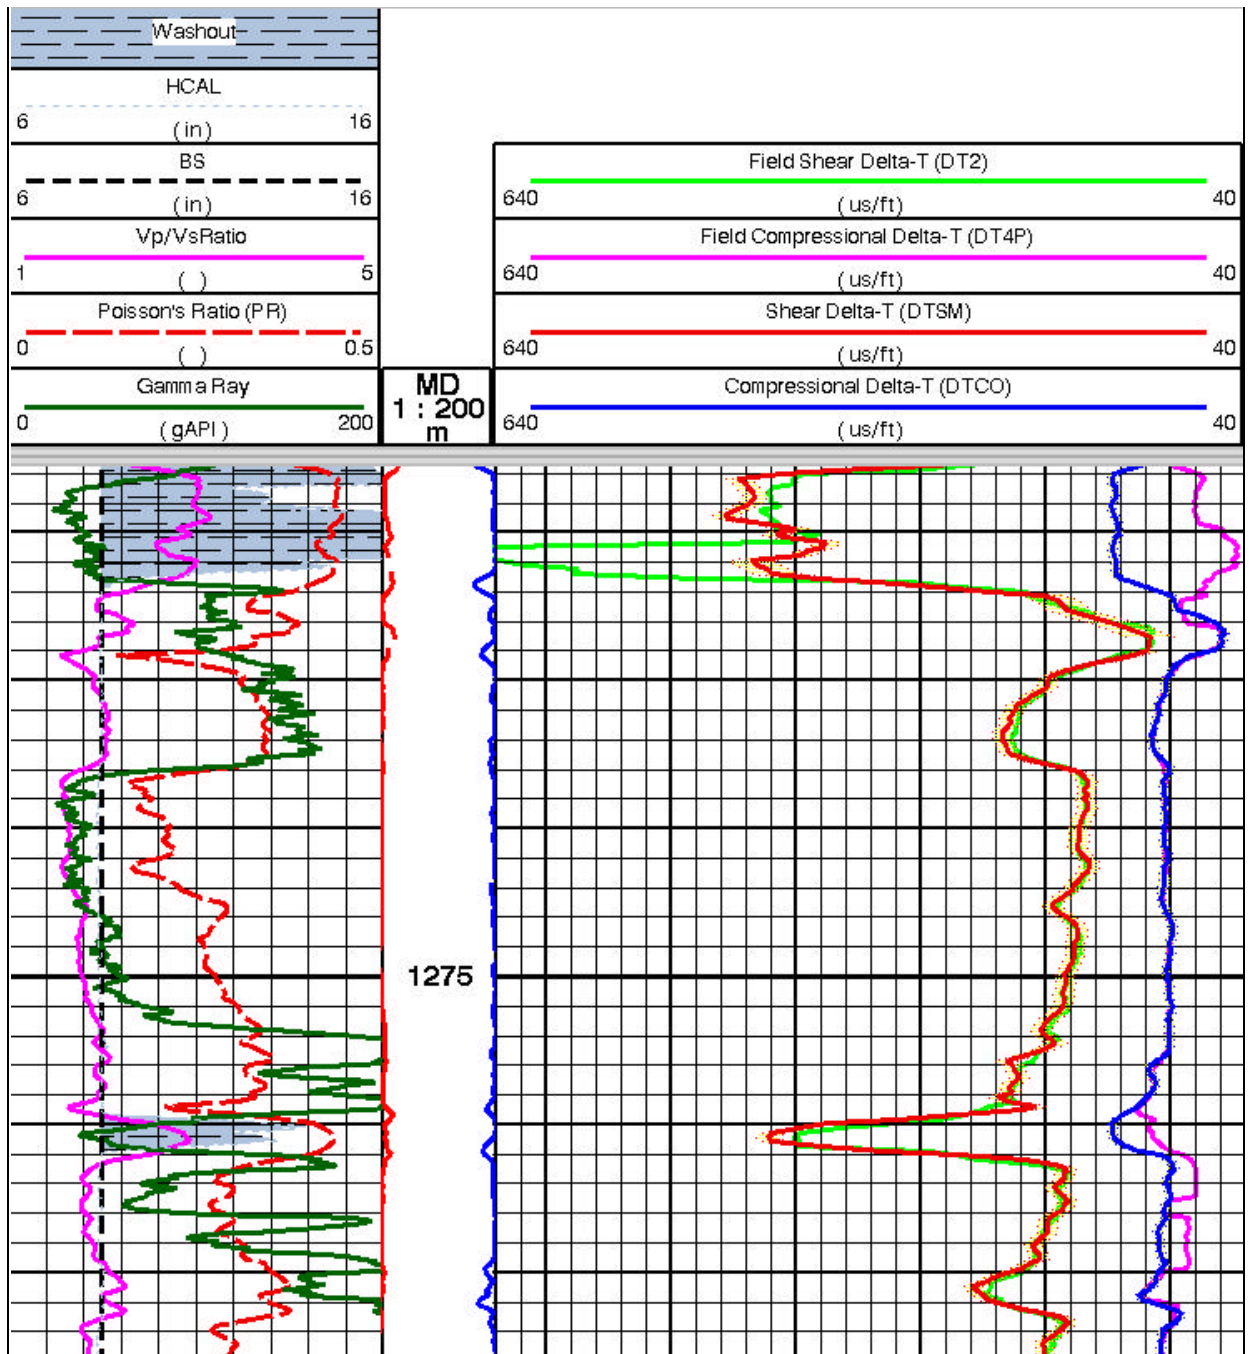 Washout
HCAL
6 (in) 16
BS
6 (in) 16
Vp/VsRatio
1 ( ) 5
Poisson's Ratio (PR)
0 ( ) 0.5
Gamma Ray
0 (gAPI) 200
MD
1 : 200
m
Field Shear Delta-T (DT2)
640 (us/ft) 40
Field Compressional Delta-T (DT4P)
640 (us/ft) 40
Shear Delta-T (DTSM)
640 (us/ft) 40
Compressional Delta-T (DTCO)
640 (us/ft) 40
1275